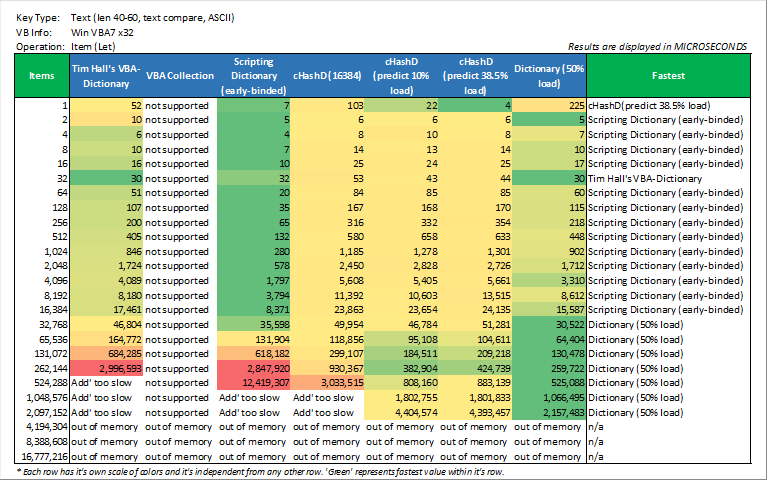 Key Type: Text (len 40-60, text compare, ASCII)
VB Info: Win VBA7 x32
Operation: Item (Let) Results are displayed in MICROSECONDS
Items Tim Hall's VBA-Dictionary VBA Collection Scripting Dictionary (early-binded) cHashD(16384) cHashD (predict 10% load) cHashD (predict 38.5% load) Dictionary (50% load) Fastest
1 52 not supported 7 103 22 4 225 cHashD(predict 38.5% load)
2 10 not supported 5 6 6 6 5 Scripting Dictionary (early-binded)
4 6 not supported 4 8 10 8 7 Scripting Dictionary (early-binded)
8 10 not supported 7 14 13 14 10 Scripting Dictionary (early-binded)
16 16 not supported 10 25 24 25 17 Scripting Dictionary (early-binded)
32 30 not supported 32 53 43 44 30 Tim Hall's VBA-Dictionary
64 51 not supported 20 84 85 85 60 Scripting Dictionary (early-binded)
128 107 not supported 35 167 168 170 115 Scripting Dictionary (early-binded)
256 200 not supported 65 316 332 354 218 Scripting Dictionary (early-binded)
512 405 not supported 132 580 658 633 448 Scripting Dictionary (early-binded)
1,024 846 not supported 280 1,185 1,278 1,301 902 Scripting Dictionary (early-binded)
2,048 1,724 not supported 578 2,450 2,828 2,726 1,712 Scripting Dictionary (early-binded)
4,096 4,089 not supported 1,797 5,608 5,405 5,661 3,310 Scripting Dictionary (early-binded)
8,192 8,180 not supported 3,794 11,392 10,603 13,515 8,612 Scripting Dictionary (early-binded)
16,384 17,461 not supported 8,371 23,863 23,654 24,135 15,587 Scripting Dictionary (early-binded)
32,768 46,804 not supported 35,598 49,954 46,784 51,281 30,522 Dictionary (50% load)
65,536 164,772 not supported 131,904 118,856 95,108 104,611 64,404 Dictionary (50% load)
131,072 684,285 not supported 618,182 299,107 184,511 209,218 130,478 Dictionary (50% load)
262,144 2,996,593 not supported 2,847,920 930,367 382,904 424,739 259,722 Dictionary (50% load)
524,288 Add' too slow not supported 12,419,307 3,033,515 808,160 883,139 525,088 Dictionary (50% load)
1,048,576 Add' too slow not supported Add' too slow Add' too slow 1,802,755 1,801,833 1,066,495 Dictionary (50% load)
2,097,152 Add' too slow not supported Add' too slow Add' too slow 4,404,574 4,393,457 2,157,483 Dictionary (50% load)
4,194,304 out of memory out of memory out of memory out of memory out of memory out of memory out of memory n/a
8,388,608 out of memory out of memory out of memory out of memory out of memory out of memory out of memory n/a
16,777,216 out of memory out of memory out of memory out of memory out of memory out of memory out of memory n/a
* Each row has it's own scale of colors and it's independent from any other row. 'Green' represents fastest value within it's row.